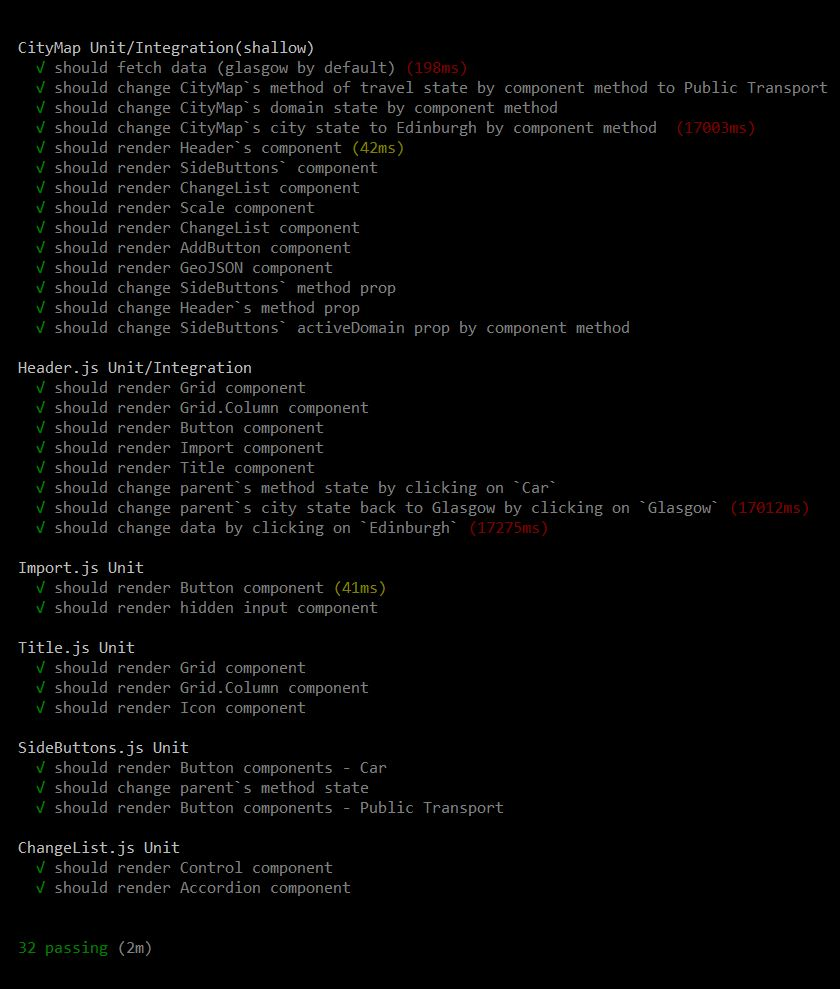 CityMap Unit/Integration(shallow)
√ should fetch data (glasgow by default) (198ms)
√ should change CityMap`s method of travel state by component method to Public Transport
√ should change CityMap`s domain state by component method
√ should change CityMap`s city state to Edinburgh by component method  (17003ms)
√ should render Header`s component (42ms)
√ should render SideButtons` component
√ should render ChangeList component
√ should render Scale component
√ should render ChangeList component
√ should render AddButton component
√ should render GeoJSON component
√ should change SideButtons` method prop
√ should change Header`s method prop
√ should change SideButtons` activeDomain prop by component method
Header.js Unit/Integration
√ should render Grid component
√ should render Grid.Column component
√ should render Button component
√ should render Import component
√ should render Title component
√ should change parent`s method state by clicking on `Car`
√ should change parent`s city state back to Glasgow by clicking on `Glasgow` (17012ms)
√ should change data by clicking on `Edinburgh` (17275ms)
Import.js Unit
√ should render Button component (41ms)
√ should render hidden input component
Title.js Unit
√ should render Grid component
√ should render Grid.Column component
√ should render Icon component
SideButtons.js Unit
√ should render Button components - Car
√ should change parent`s method state
√ should render Button components - Public Transport
ChangeList.js Unit
√ should render Control component
√ should render Accordion component
32 passing (2m)